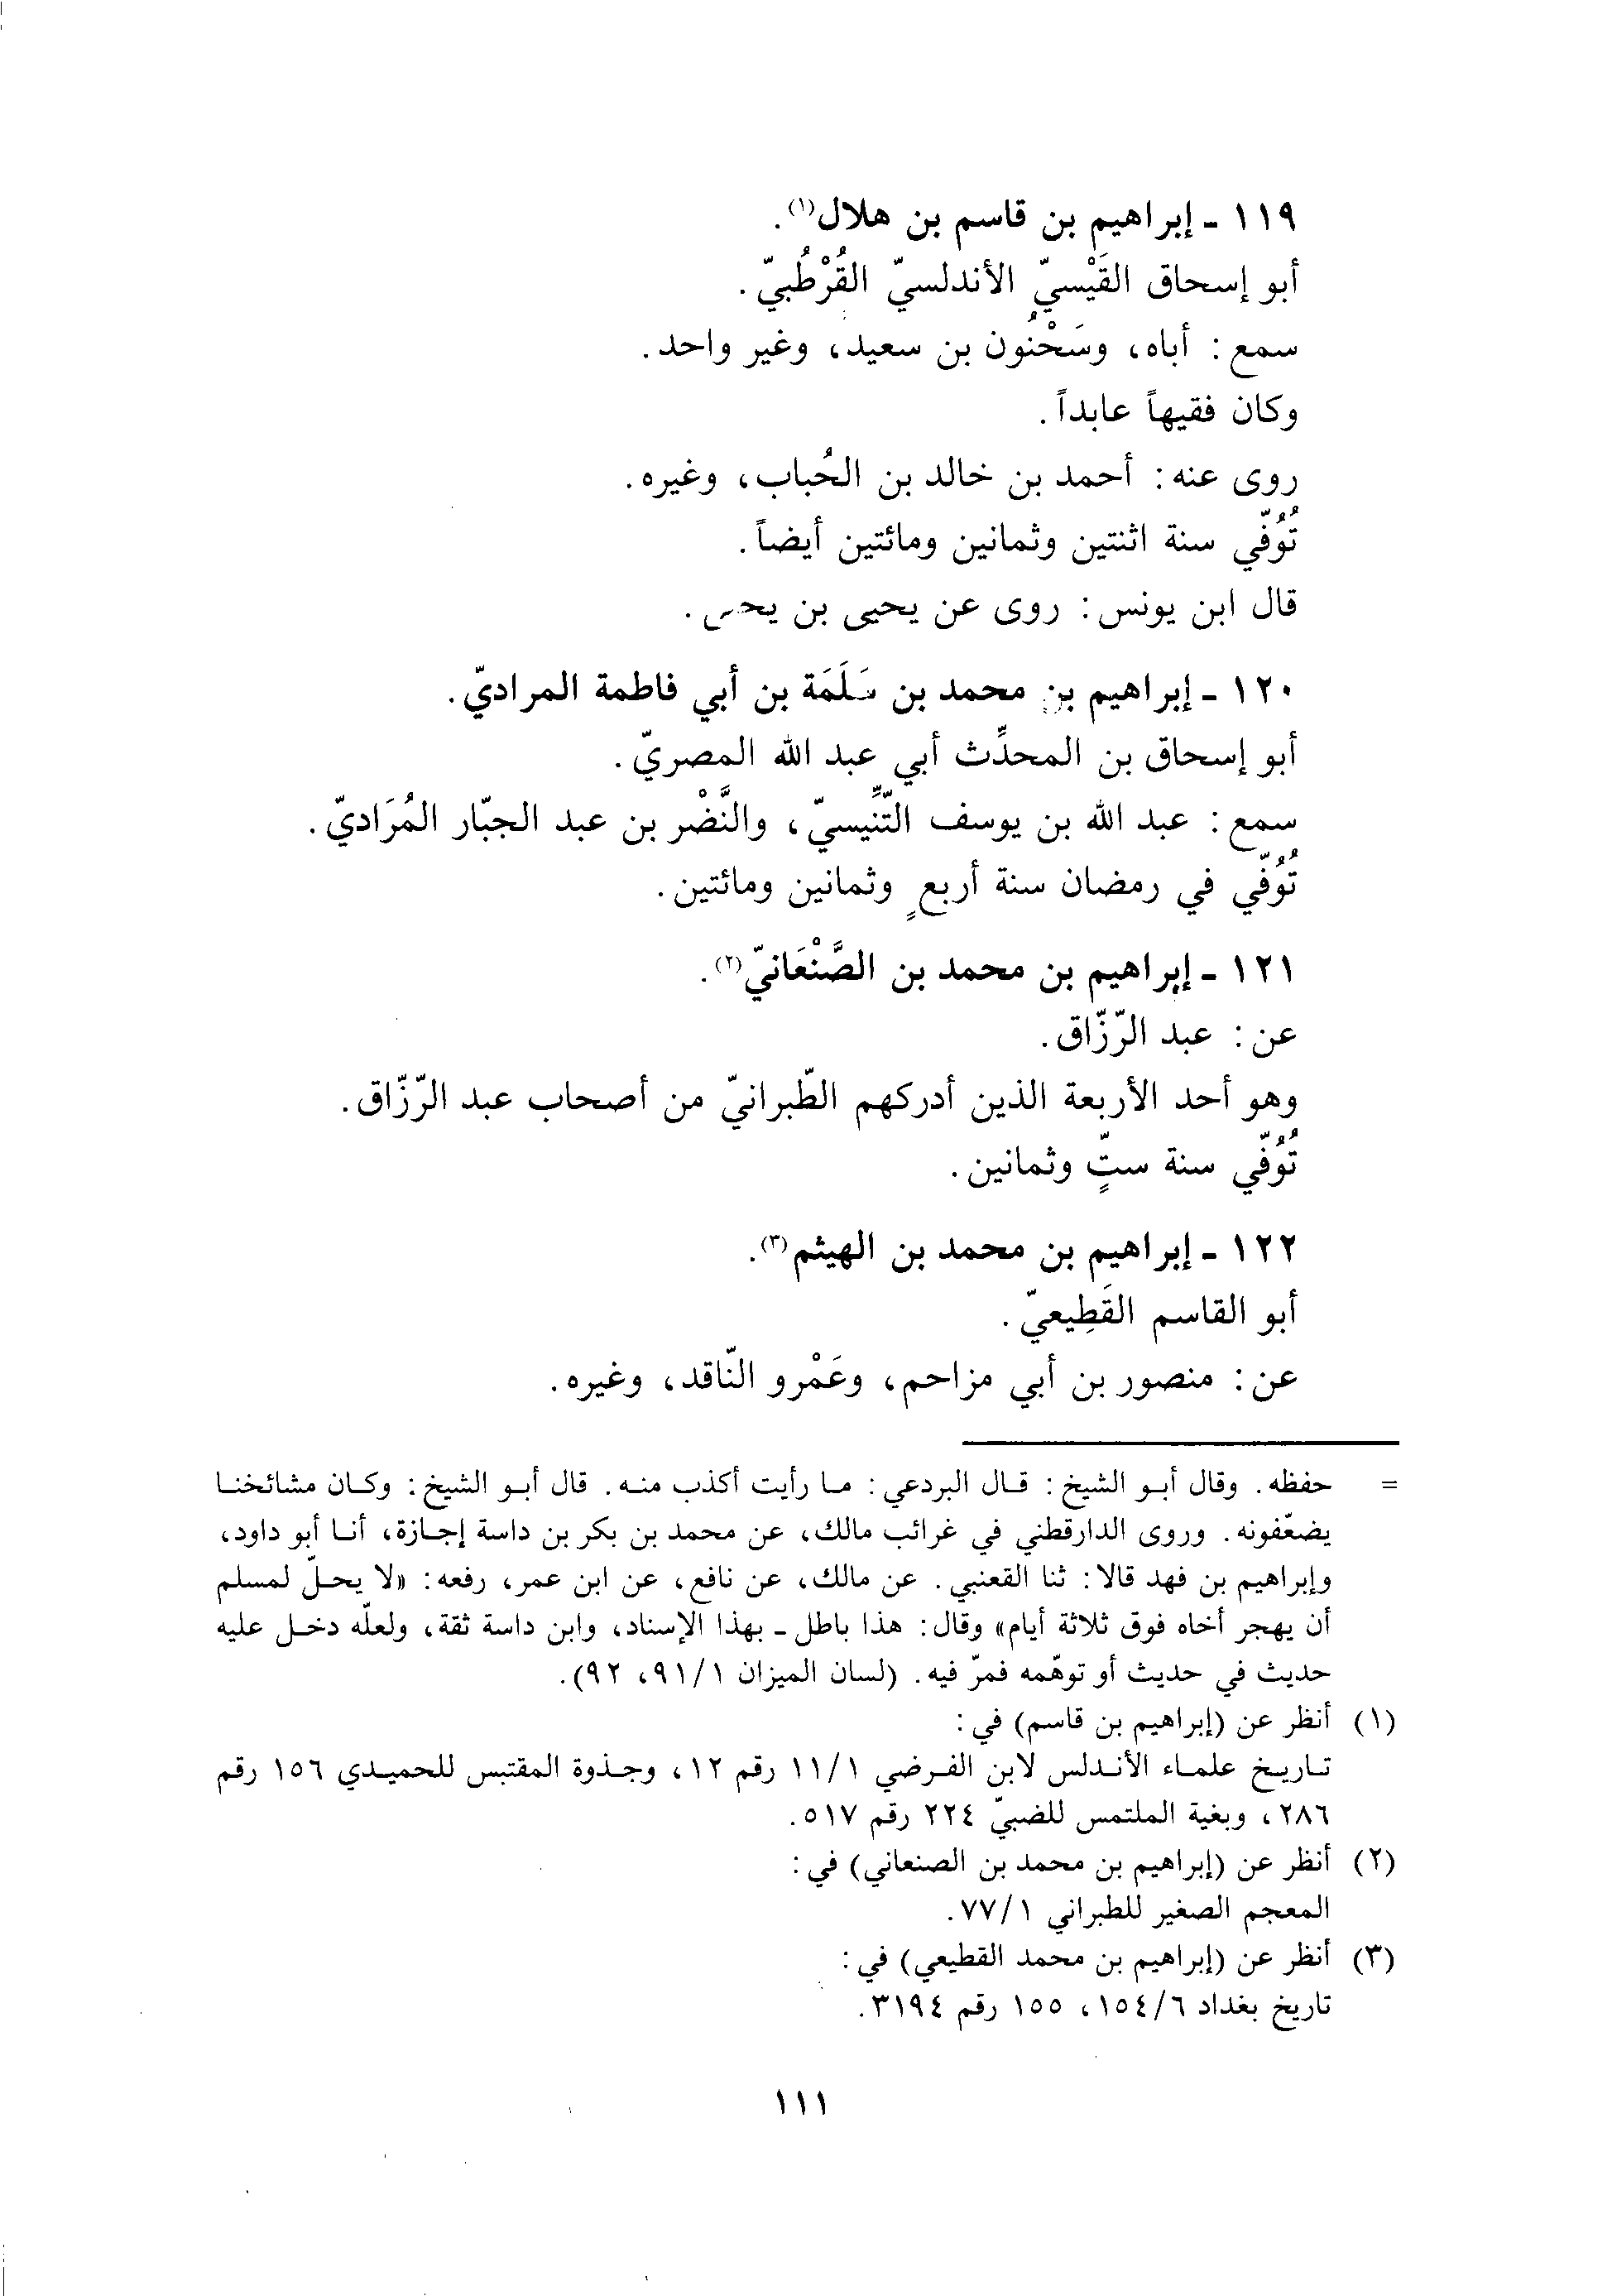 ١١٩ - إبراهيم بن قاسم بن هلال(١).
أبو إسحاق القَيْسيّ الأندلسيّ القُرْطُبيّ.
سمع: أباه، وسَحْنُون بن سعيد، وغير واحد.
وكان فقيهاً عابداً.
روى عنه: أحمد بن خالد بن الحُباب، وغيره.
تُوُفّي سنة اثنتين وثمانين ومائتين أيضاً.
قال ابن يونس: روى عن يحيى بن يحيى.
١٢٠ - إبراهيم بن محمد بن سَلَمَة بن أبي فاطمة المراديّ.
أبو إسحاق بن المحدِّث أبي عبد الله المصريّ.
سمع: عبد الله بن يوسف التِّنِّيسيّ، والنَّضْر بن عبد الجبّار المُرَاديّ.
تُوُفّي في رمضان سنة أربعٍ وثمانين ومائتين.
١٢١ - إبراهيم بن محمد بن الصَّنْعَانيّ(٢).
عن: عبد الرّزّاق.
وهو أحد الأربعة الذين أدركهم الطّبرانيّ من أصحاب عبد الرّزّاق.
تُوُفّي سنة ستٍّ وثمانين.
١٢٢ - إبراهيم بن محمد بن الهيثم(٣).
أبو القاسم القَطِيعيّ.
عن: منصور بن أبي مزاحم، وعَمْرو النّاقد، وغيره.
= حفظه. وقال أبو الشيخ: قال البردعي: ما رأيت أكذب منه. قال أبو الشيخ: وكان مشائخنا
يضعّفونه. وروى الدارقطني في غرائب مالك، عن محمد بن بكر بن داسة إجازة، أنا أبو داود،
وإبراهيم بن فهد قالا: ثنا القعنبي. عن مالك، عن نافع، عن ابن عمر، رفعه: «لا يحلّ لمسلم
أن يهجر أخاه فوق ثلاثة أيام» وقال: هذا باطل - بهذا الإسناد، وابن داسة ثقة، ولعلّه دخل عليه
حديث في حديث أو توهّمه فمرّ فيه. (لسان الميزان ٩١/١، ٩٢).
(١) أنظر عن (إبراهيم بن قاسم) في:
تاريخ علماء الأندلس لابن الفرضي ١١/١ رقم ١٢، وجذوة المقتبس للحميدي ١٥٦ رقم
٢٨٦، وبغية الملتمس للضبيّ ٢٢٤ رقم ٥١٧.
(٢) أنظر عن (إبراهيم بن محمد بن الصنعاني) في:
المعجم الصغير للطبراني ٧٧/١.
(٣) أنظر عن (إبراهيم بن محمد القطيعي) في:
تاريخ بغداد ١٥٤/٦، ١٥٥ رقم ٣١٩٤.
١١١